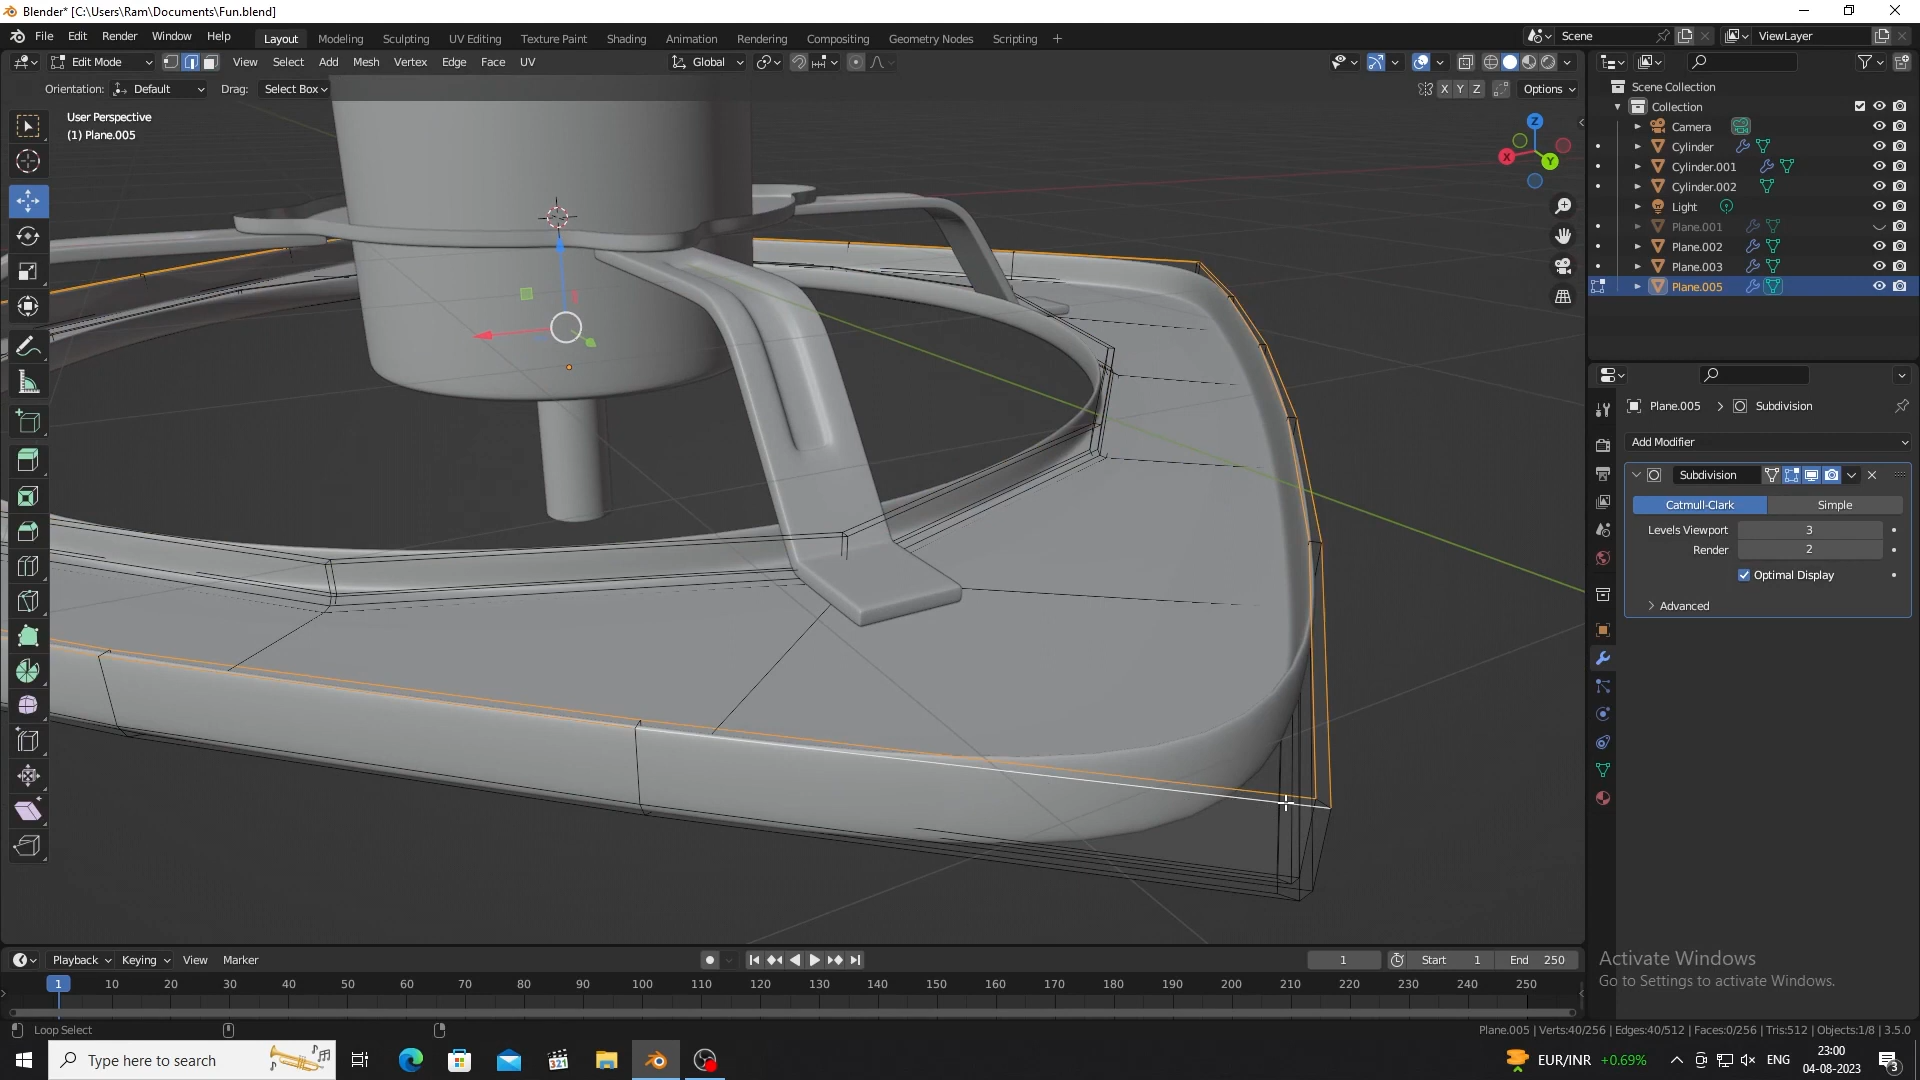 Blender* [C:\Users\Ram\Documents\Fun.blend]
File Edit Render Window Help
Layout Modeling Sculpting UV Editing Texture Paint Shading Animation Rendering Compositing Geometry Nodes Scripting +
Scene
ViewLayer
Edit Mode
View Select Add Mesh Vertex Edge Face UV
Global
Orientation: Default Drag: Select Box
X Y Z Options
User Perspective
(1) Plane.005
Z
X
Y
Scene Collection
Collection
Camera
Cylinder
Cylinder.001
Cylinder.002
Light
Plane.001
Plane.002
Plane.003
Plane.005
Plane.005 > Subdivision
Add Modifier
Subdivision
Catmull-Clark Simple
Levels Viewport 3
Render 2
Optimal Display
Advanced
Activate Windows
Go to Settings to activate Windows.
Playback Keying View Marker
1 Start 1 End 250
1 10 20 30 40 50 60 70 80 90 100 110 120 130 140 150 160 170 180 190 200 210 220 230 240 250
Loop Select
Plane.005 | Verts:40/256 | Edges:40/512 | Faces:0/256 | Tris:512 | Objects:1/8 | 3.5.0
Type here to search
321
EUR/INR +0.69%
ENG
23:00
04-08-2023
3